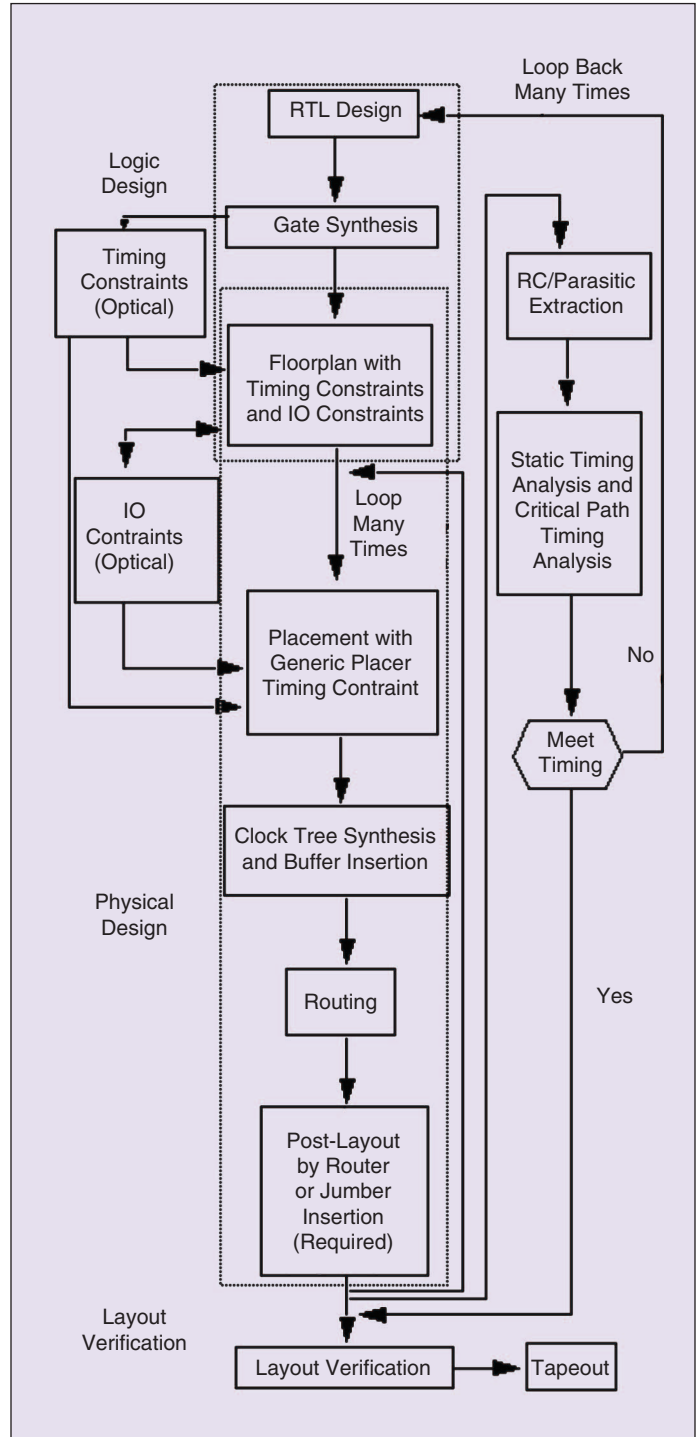 Loop Back
Many Times
RTL Design
Logic
Design
Gate Synthesis
Timing
Constraints
(Optical)
RC/Parasitic
Extraction
Floorplan with
Timing Constraints
and IO Constraints
Static Timing
Analysis and
Critical Path
Timing
Analysis
IO
Contraints
(Optical)
Loop
Many
Times
Placement with
Generic Placer
Timing Contraint
No
Meet
Timing
Clock Tree Synthesis
and Buffer Insertion
Physical
Design
Routing
Yes
Post-Layout
by Router
or Jumber
Insertion
(Required)
Layout
Verification
Layout Verification
Tapeout